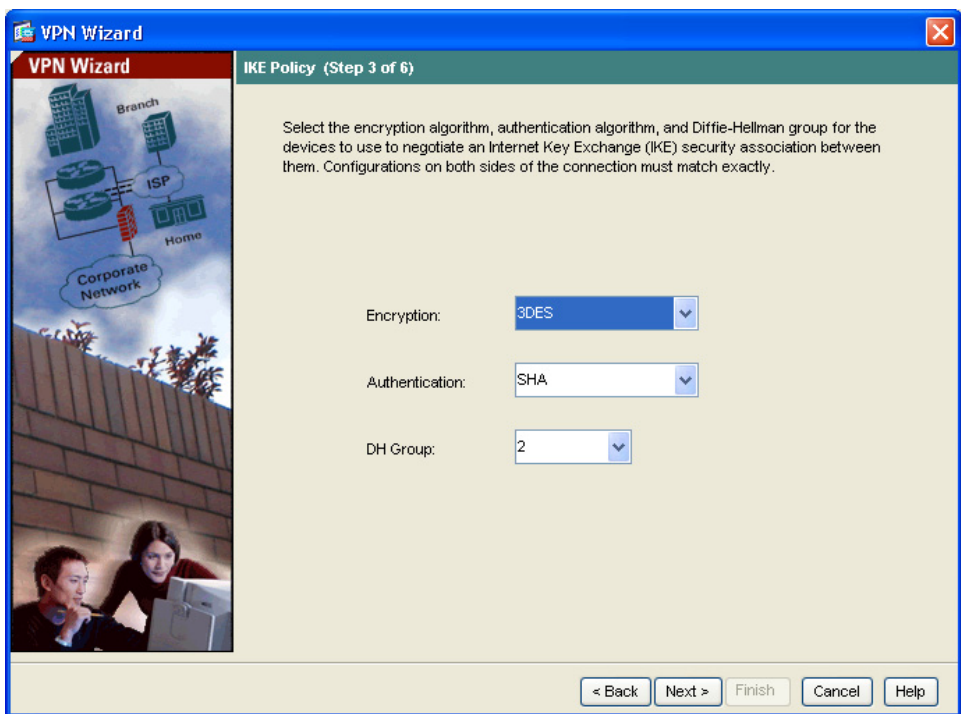 VPN Wizard
VPN Wizard
IKE Policy (Step 3 of 6)
Branch
ISP
Home
Corporate
Network
Select the encryption algorithm, authentication algorithm, and Diffie-Hellman group for the
devices to use to negotiate an Internet Key Exchange (IKE) security association between
them. Configurations on both sides of the connection must match exactly.
Encryption: 3DES
Authentication: SHA
DH Group: 2
< Back Next > Finish Cancel Help